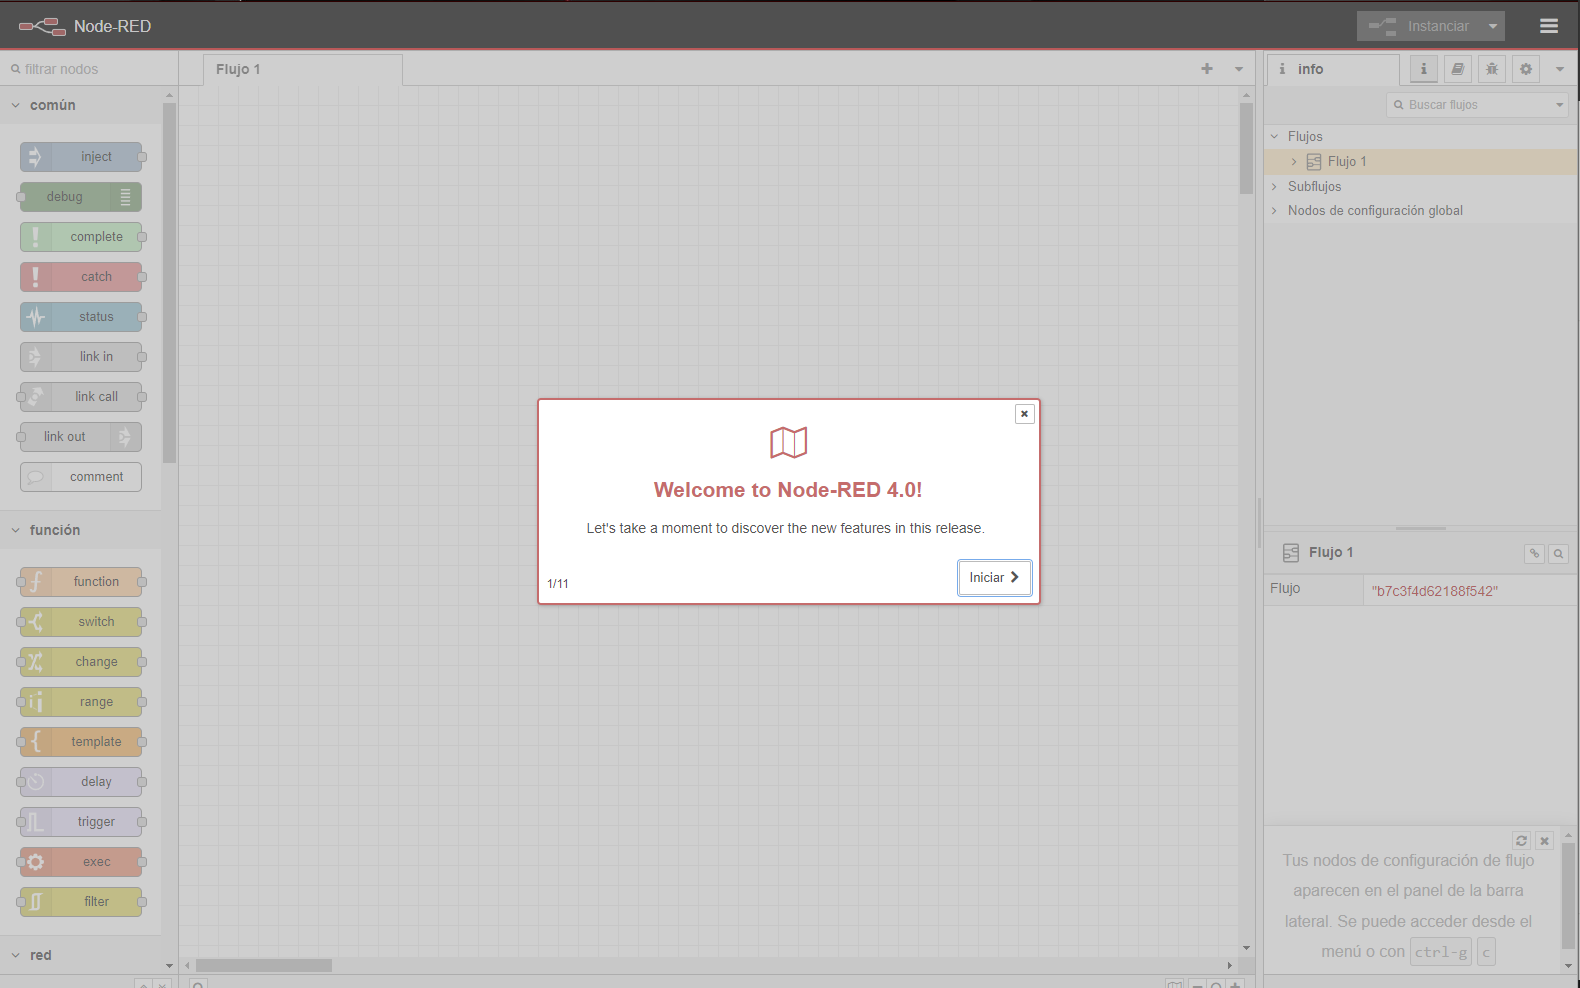 Node-RED
Instanciar
filtrar nodos
Flujo 1
info
Buscar flujos
común
inject
debug
complete
catch
status
link in
link call
link out
comment
función
function
switch
change
range
template
delay
trigger
exec
filter
red
Welcome to Node-RED 4.0!
Let's take a moment to discover the new features in this release.
1/11
Iniciar
Flujos
Flujo 1
Subflujos
Nodos de configuración global
Flujo 1
Flujo
"b7c3f4d62188f542"
Tus nodos de configuración de flujo
aparecen en el panel de la barra
lateral. Se puede acceder desde el
menú o con ctrl-g c